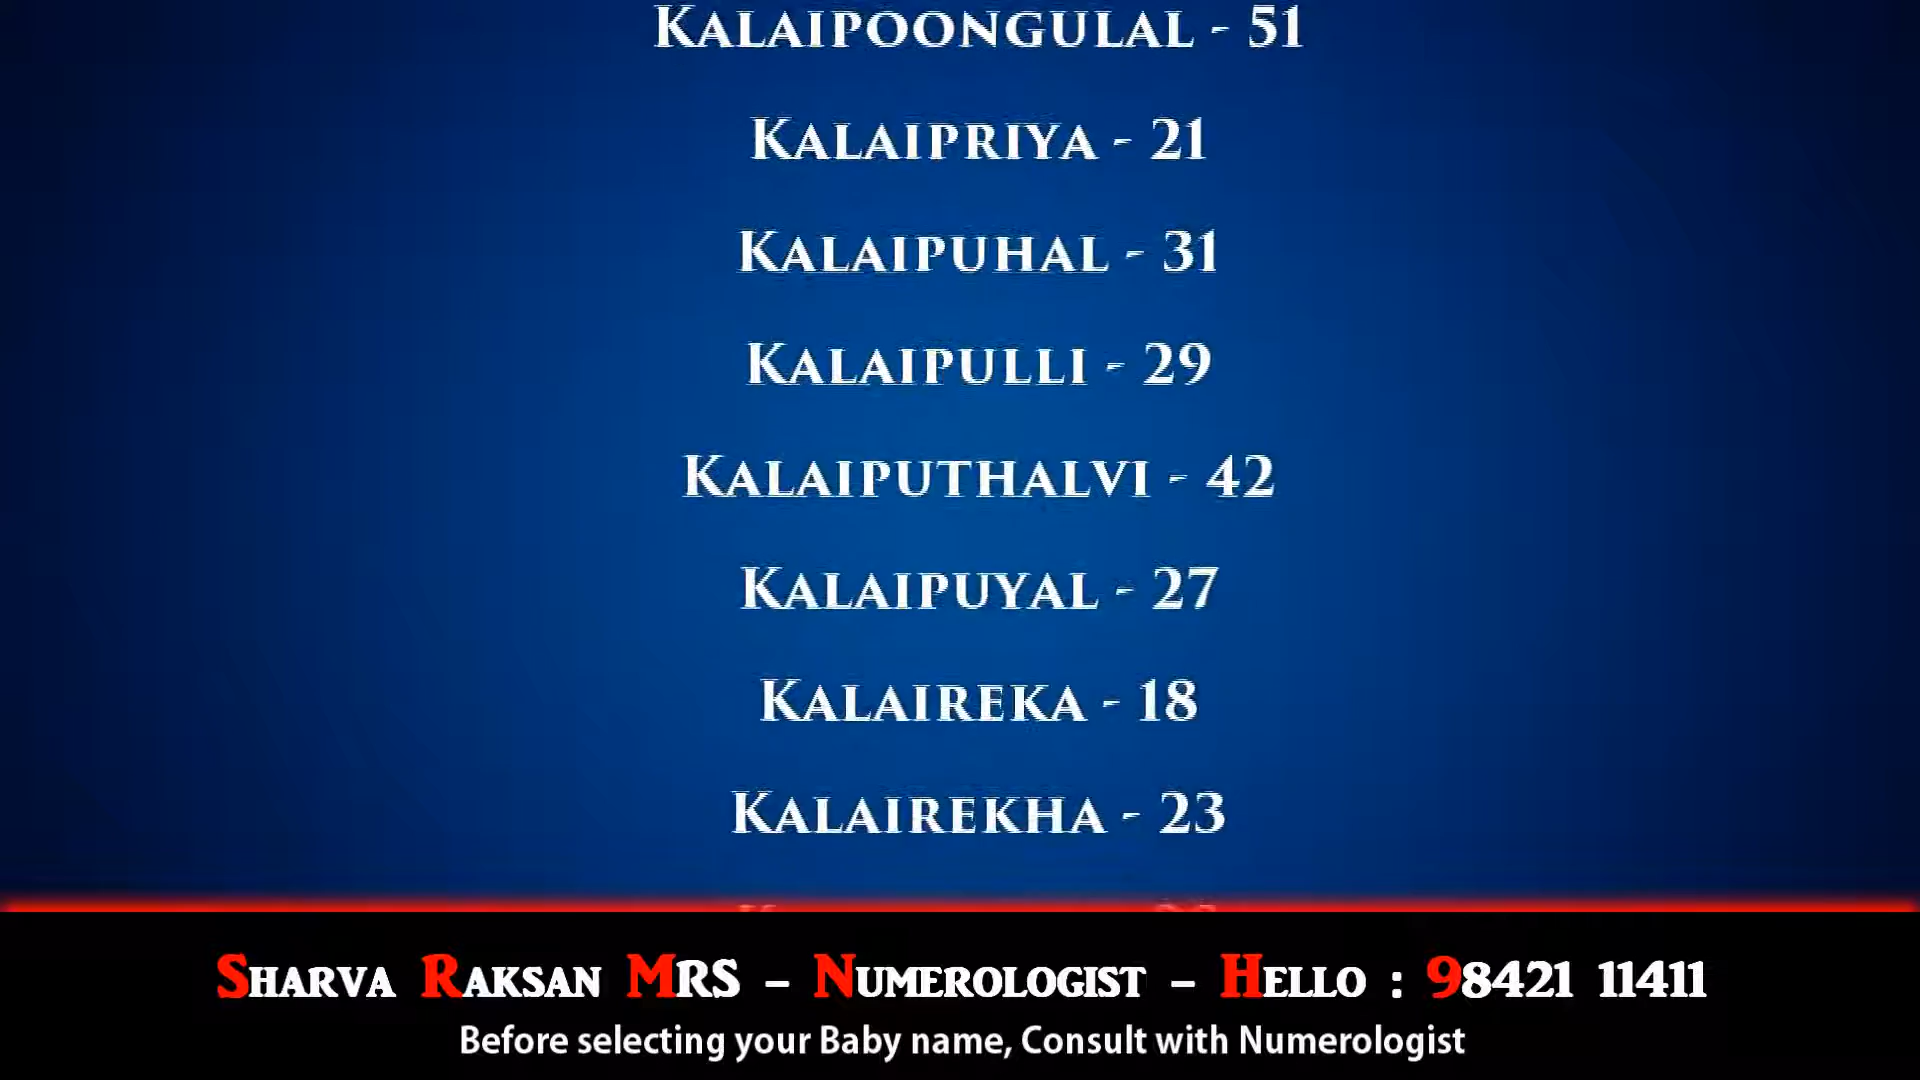 KALAIPOONGULAL - 51
KALAIPRIYA - 21
KALAIPUHAL - 31
KALAIPULLI - 29
KALAIPUTHALVI - 42
KALAIPUYAL - 27
KALAIREKA - 18
KALAIREKHA - 23
SHARVA RAKSAN MRS – NUMEROLOGIST – HELLO : 98421 11411
Before selecting your Baby name, Consult with Numerologist